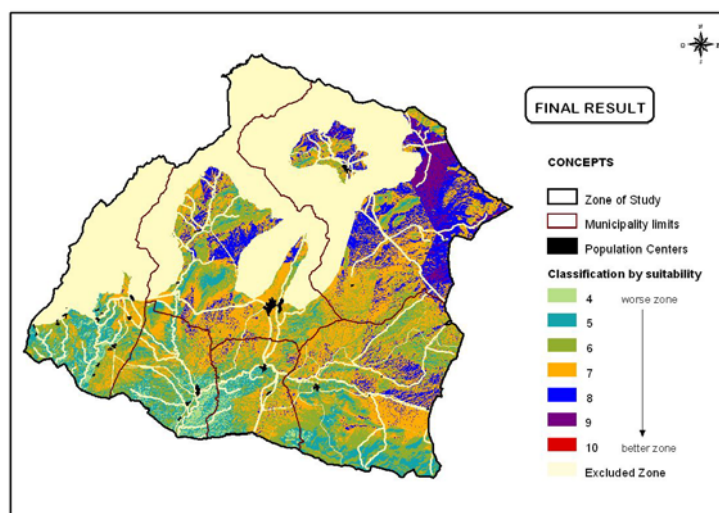 N
FINAL RESULT
CONCEPTS
Zone of Study
Municipality limits
Population Centers
Classification by suitability
4 worse zone
5
6
7
8
9
10 better zone
Excluded Zone